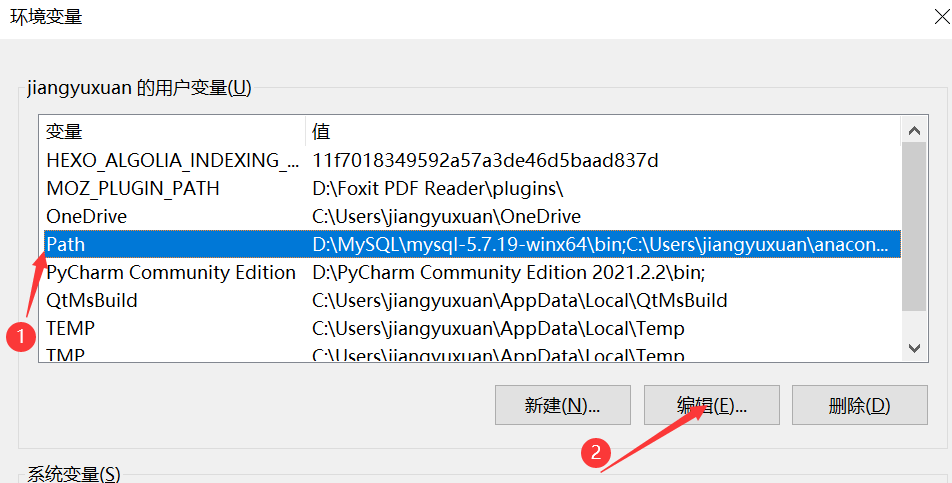 环境变量
jiangyuxuan 的用户变量(U)
变量 值
HEXO_ALGOLIA_INDEXING_... 11f7018349592a57a3de46d5baad837d
MOZ_PLUGIN_PATH D:\Foxit PDF Reader\plugins\
OneDrive C:\Users\jiangyuxuan\OneDrive
Path D:\MySQL\mysql-5.7.19-winx64\bin;C:\Users\jiangyuxuan\anacon...
PyCharm Community Edition D:\PyCharm Community Edition 2021.2.2\bin;
QtMsBuild C:\Users\jiangyuxuan\AppData\Local\QtMsBuild
1 TEMP C:\Users\jiangyuxuan\AppData\Local\Temp
TMP C:\Users\jiangyuxuan\AppData\Local\Temp
新建(N)... 编辑(E)... 删除(D)
2
系统变量(S)